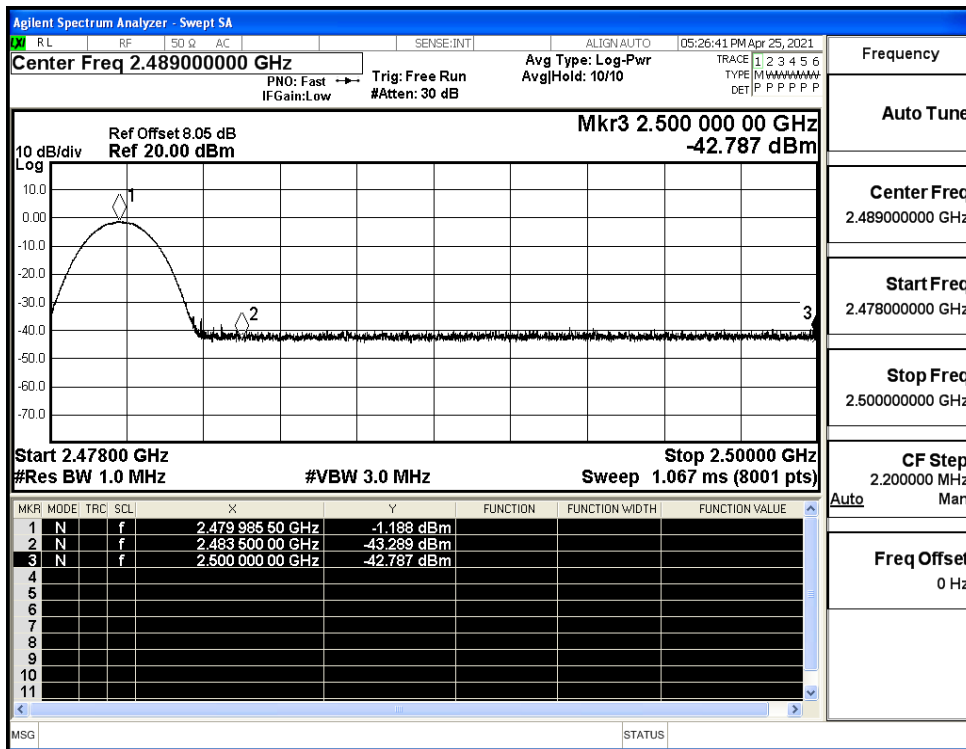 Agilent Spectrum Analyzer - Swept SA
LXI RL RF 50 Ω AC SENSE:INT ALIGN AUTO 05:26:41 PM Apr 25, 2021
Center Freq 2.489000000 GHz
PNO: Fast
IFGain:Low
Trig: Free Run
#Atten: 30 dB
Avg Type: Log-Pwr
Avg|Hold: 10/10
TRACE 1 2 3 4 5 6
TYPE M W W W W W
DET P P P P P P
Ref Offset 8.05 dB
10 dB/div Ref 20.00 dBm
Log
Mkr3 2.500 000 00 GHz
-42.787 dBm
10.0
0.00
-10.0
-20.0
-30.0
-40.0
-50.0
-60.0
-70.0
1
2
3
Start 2.47800 GHz Stop 2.50000 GHz
#Res BW 1.0 MHz #VBW 3.0 MHz Sweep 1.067 ms (8001 pts)
MKR MODE TRC SCL X Y FUNCTION FUNCTION WIDTH FUNCTION VALUE
1 N f 2.479 985 50 GHz -1.188 dBm
2 N f 2.483 500 00 GHz -43.289 dBm
3 N f 2.500 000 00 GHz -42.787 dBm
4
5
6
7
8
9
10
11
MSG STATUS
Frequency
Auto Tune
Center Freq
2.489000000 GHz
Start Freq
2.478000000 GHz
Stop Freq
2.500000000 GHz
CF Step
2.200000 MHz
Auto Man
Freq Offset
0 Hz